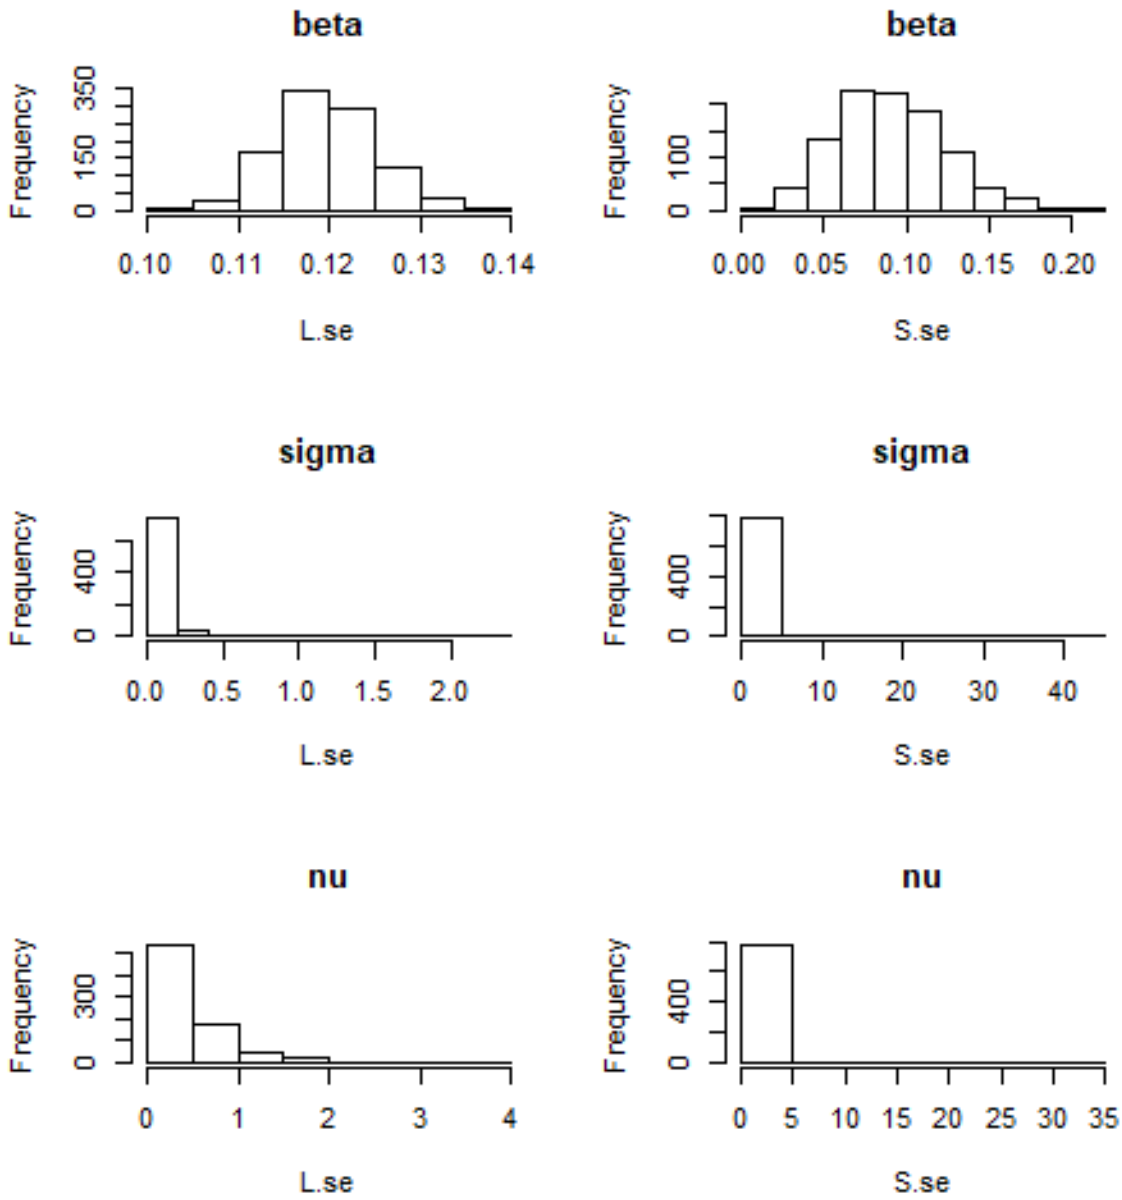 beta
Frequency
0 150 350
0.10 0.11 0.12 0.13 0.14
L.se
beta
Frequency
0 100
0.00 0.05 0.10 0.15 0.20
S.se
sigma
Frequency
0 400
0.0 0.5 1.0 1.5 2.0
L.se
sigma
Frequency
0 400
0 10 20 30 40
S.se
nu
Frequency
0 300
0 1 2 3 4
L.se
nu
Frequency
0 400
0 5 10 15 20 25 30 35
S.se